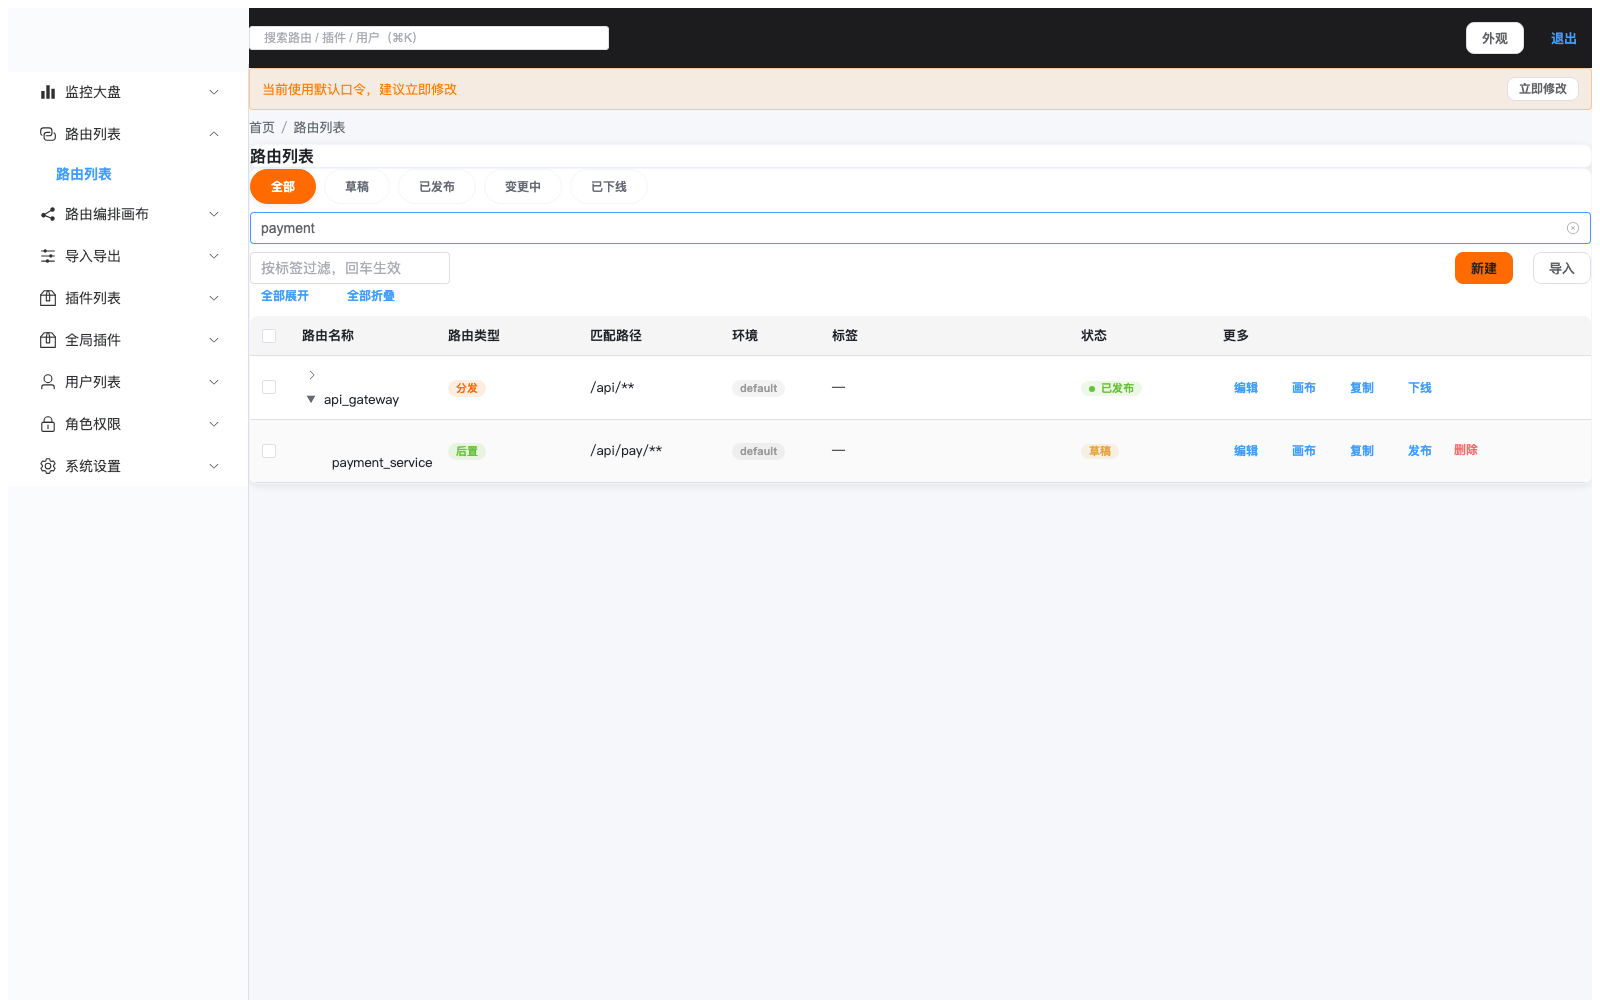 搜索路由 / 插件 / 用户（⌘K）
外观
退出
当前使用默认口令，建议立即修改
立即修改
监控大盘
路由列表
路由列表
路由编排画布
导入导出
插件列表
全局插件
用户列表
角色权限
系统设置
首页 / 路由列表
路由列表
全部 草稿 已发布 变更中 已下线
payment
按标签过滤，回车生效
新建 导入
全部展开 全部折叠
路由名称 路由类型 匹配路径 环境 标签 状态 更多
api_gateway 分发 /api/** default — 已发布 编辑 画布 复制 下线
payment_service 后置 /api/pay/** default — 草稿 编辑 画布 复制 发布 删除